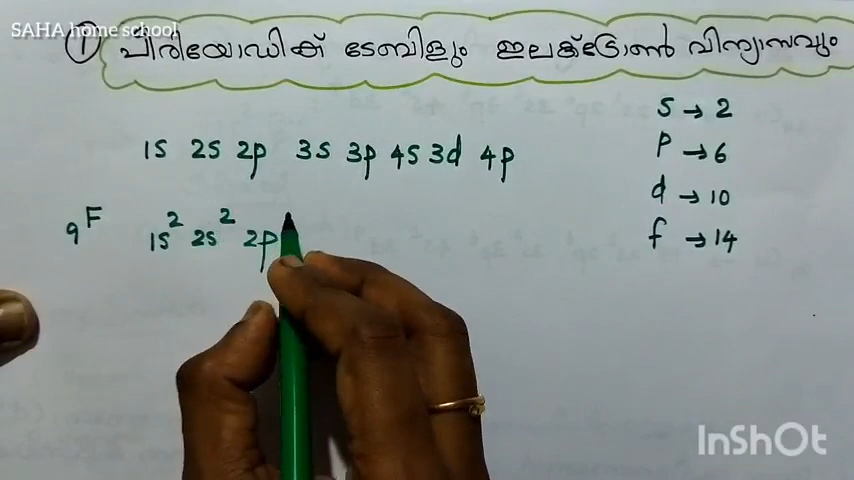 SAHA home school
① പീരിയോഡിക് ടേബിളും ഇലക്ട്രോൺ വിന്യാസവും
1s 2s 2p 3s 3p 4s 3d 4p
₉F 1s² 2s² 2p
s → 2
p → 6
d → 10
f → 14
InShOt